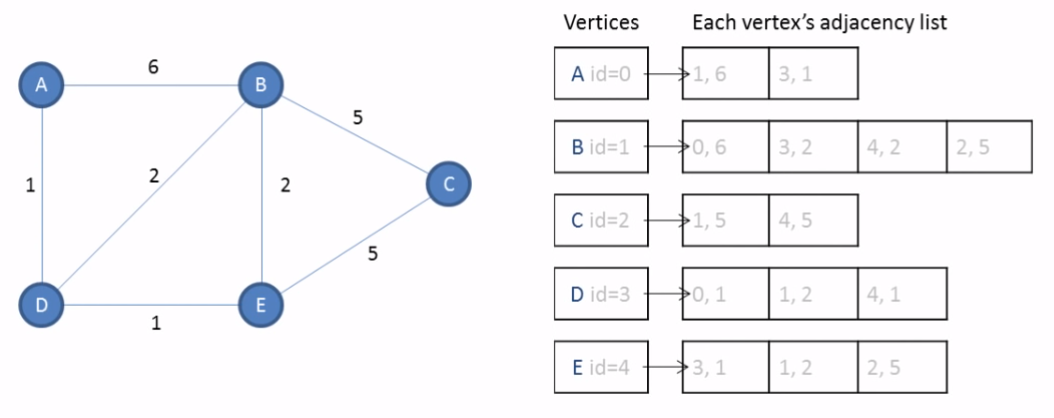 Vertices Each vertex's adjacency list
6
A
B
5
1
2
2
C
5
D
E
1
A id=0 1, 6 3, 1
B id=1 0, 6 3, 2 4, 2 2, 5
C id=2 1, 5 4, 5
D id=3 0, 1 1, 2 4, 1
E id=4 3, 1 1, 2 2, 5